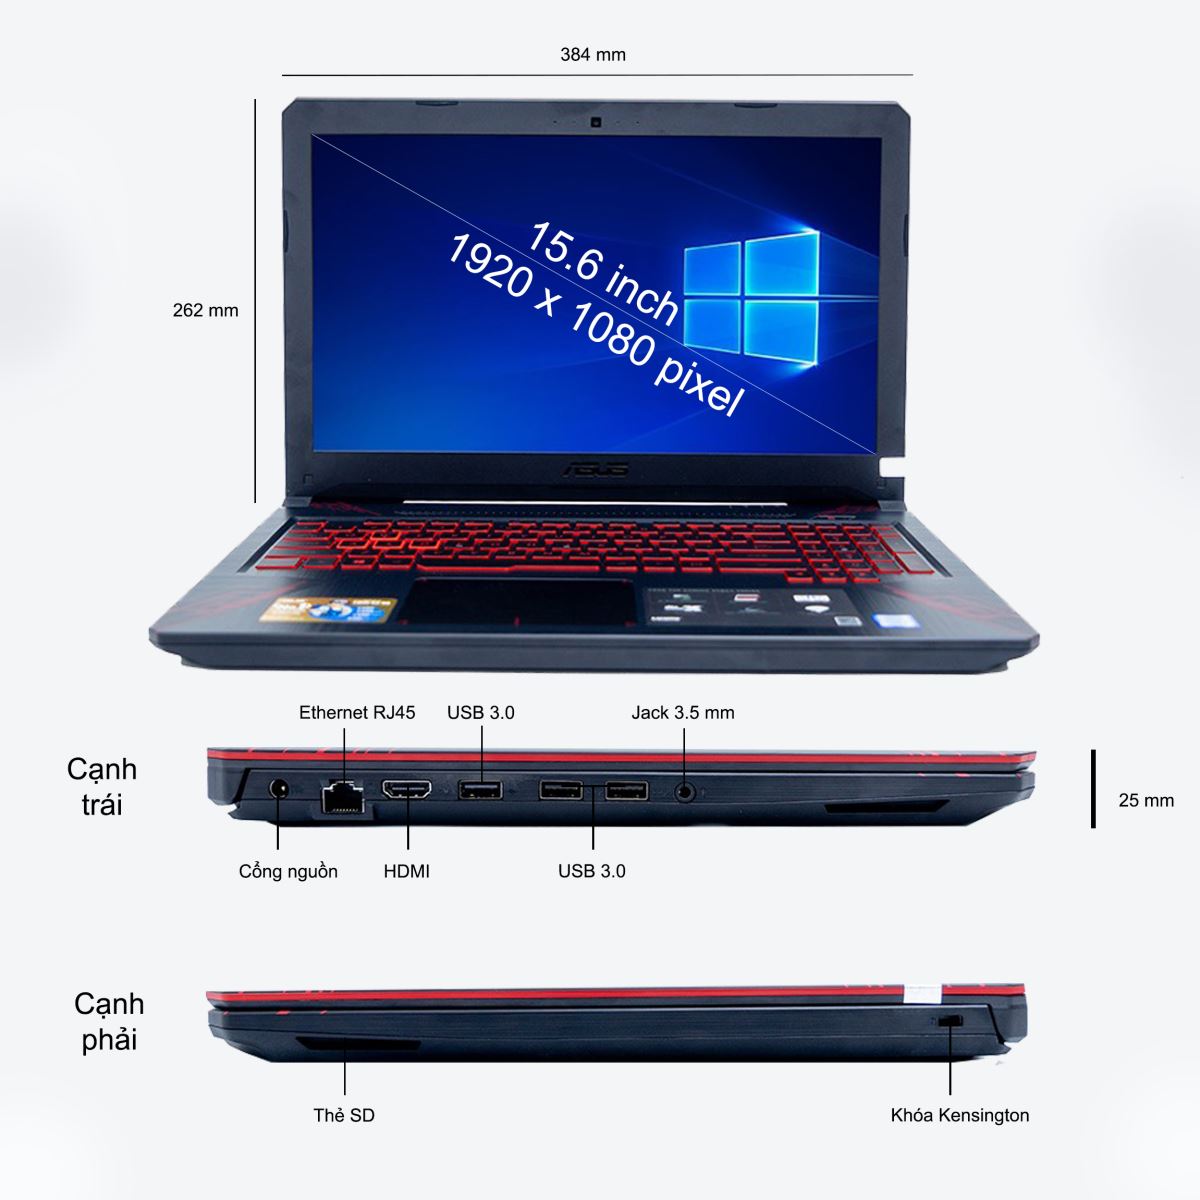 384 mm
262 mm
15.6 inch
1920 x 1080 pixel
ASUS
Ethernet RJ45
USB 3.0
Jack 3.5 mm
Cạnh
trái
25 mm
Cổng nguồn
HDMI
USB 3.0
Cạnh
phải
Thẻ SD
Khóa Kensington